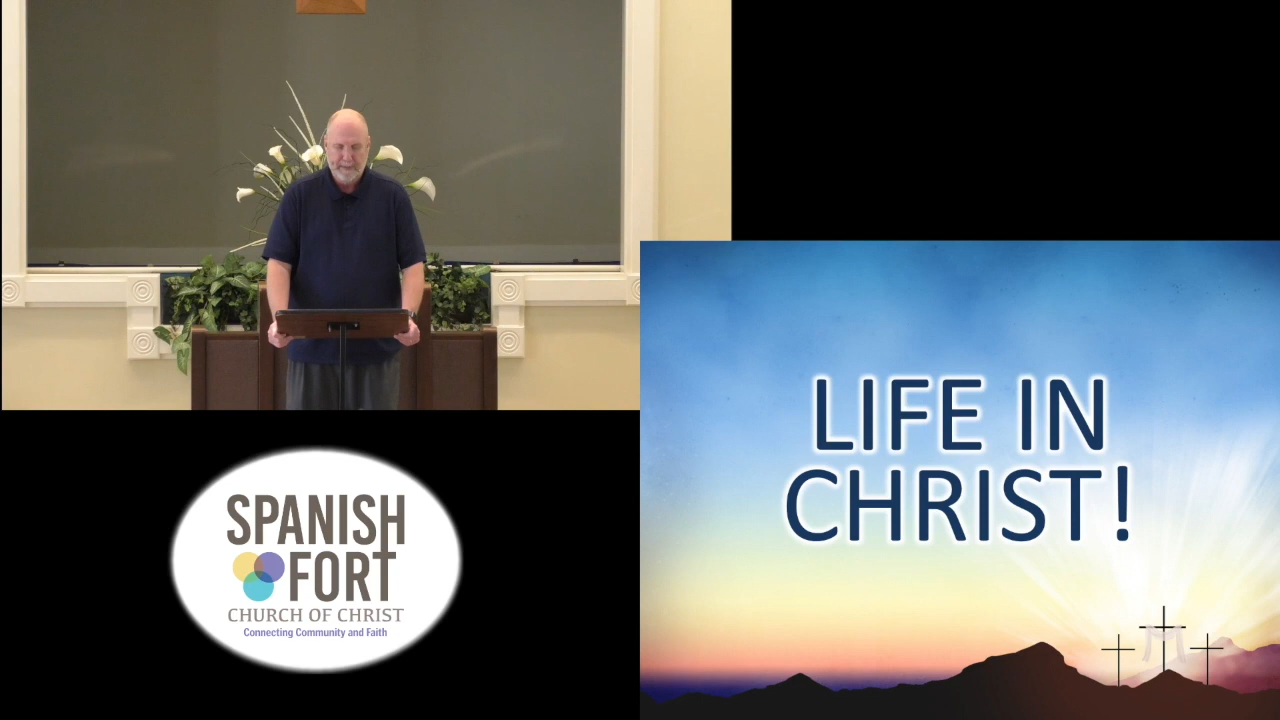 SPANISH
FORT
CHURCH OF CHRIST
Connecting Community and Faith
LIFE IN
CHRIST!